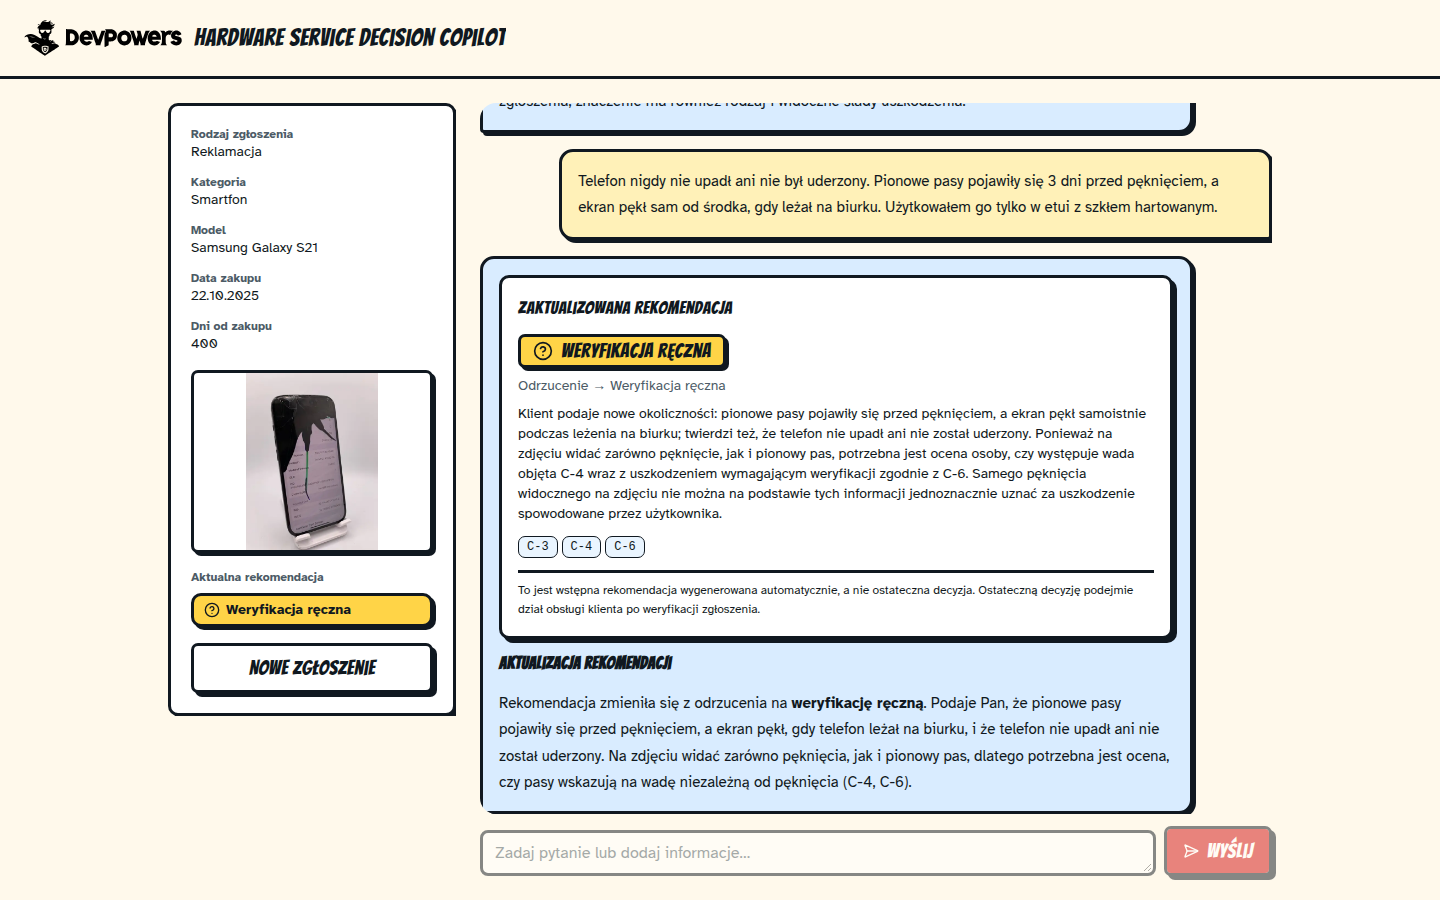 DevPowers
HARDWARE SERVICE DECISION COPILOT
Rodzaj zgłoszenia
Reklamacja
Kategoria
Smartfon
Model
Samsung Galaxy S21
Data zakupu
22.10.2025
Dni od zakupu
400
Aktualna rekomendacja
Weryfikacja ręczna
NOWE ZGŁOSZENIE
zgłoszenia, znaczenie ma również rodzaj i widoczne ślady uszkodzenia.
Telefon nigdy nie upadł ani nie był uderzony. Pionowe pasy pojawiły się 3 dni przed pęknięciem, a
ekran pękł sam od środka, gdy leżał na biurku. Użytkowałem go tylko w etui z szkłem hartowanym.
ZAKTUALIZOWANA REKOMENDACJA
WERYFIKACJA RĘCZNA
Odrzucenie → Weryfikacja ręczna
Klient podaje nowe okoliczności: pionowe pasy pojawiły się przed pęknięciem, a ekran pękł samoistnie
podczas leżenia na biurku; twierdzi też, że telefon nie upadł ani nie został uderzony. Ponieważ na
zdjęciu widać zarówno pęknięcie, jak i pionowy pas, potrzebna jest ocena osoby, czy występuje wada
objęta C-4 wraz z uszkodzeniem wymagającym weryfikacji zgodnie z C-6. Samego pęknięcia
widocznego na zdjęciu nie można na podstawie tych informacji jednoznacznie uznać za uszkodzenie
spowodowane przez użytkownika.
C-3 C-4 C-6
To jest wstępna rekomendacja wygenerowana automatycznie, a nie ostateczna decyzja. Ostateczną decyzję podejmie
dział obsługi klienta po weryfikacji zgłoszenia.
AKTUALIZACJA REKOMENDACJI
Rekomendacja zmieniła się z odrzucenia na weryfikację ręczną. Podaje Pan, że pionowe pasy
pojawiły się przed pęknięciem, a ekran pękł, gdy telefon leżał na biurku, i że telefon nie upadł ani nie
został uderzony. Na zdjęciu widać zarówno pęknięcia, jak i pionowy pas, dlatego potrzebna jest ocena,
czy pasy wskazują na wadę niezależną od pęknięcia (C-4, C-6).
Zadaj pytanie lub dodaj informacje...
WYŚLIJ